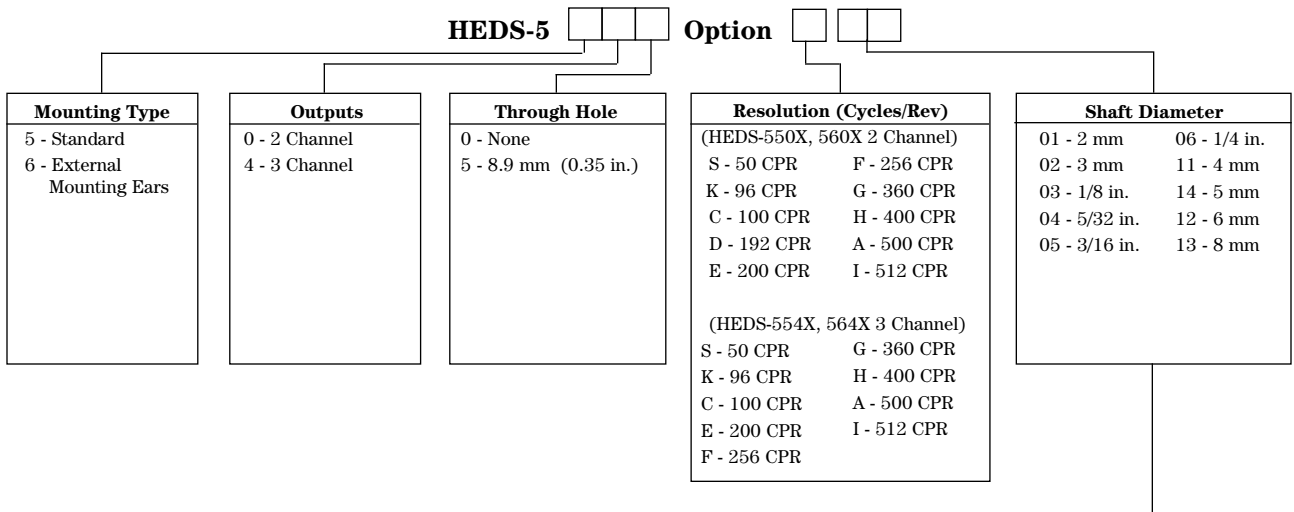 HEDS-5 Option
Mounting Type
5 - Standard
6 - External
Mounting Ears
Outputs
0 - 2 Channel
4 - 3 Channel
Through Hole
0 - None
5 - 8.9 mm (0.35 in.)
Resolution (Cycles/Rev)
(HEDS-550X, 560X 2 Channel)
S - 50 CPR F - 256 CPR
K - 96 CPR G - 360 CPR
C - 100 CPR H - 400 CPR
D - 192 CPR A - 500 CPR
E - 200 CPR I - 512 CPR
(HEDS-554X, 564X 3 Channel)
S - 50 CPR G - 360 CPR
K - 96 CPR H - 400 CPR
C - 100 CPR A - 500 CPR
E - 200 CPR I - 512 CPR
F - 256 CPR
Shaft Diameter
01 - 2 mm 06 - 1/4 in.
02 - 3 mm 11 - 4 mm
03 - 1/8 in. 14 - 5 mm
04 - 5/32 in. 12 - 6 mm
05 - 3/16 in. 13 - 8 mm